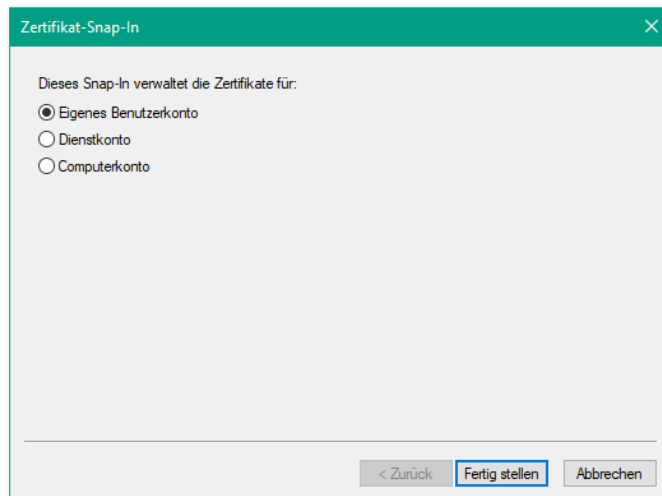 Zertifikat-Snap-In
Dieses Snap-In verwaltet die Zertifikate für:
Eigenes Benutzerkonto
Dienstkonto
Computerkonto
< Zurück Fertig stellen Abbrechen